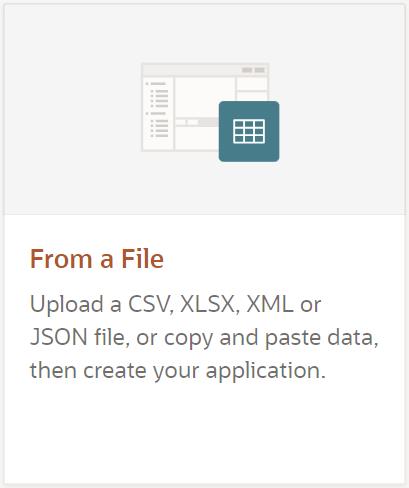 From a File
Upload a CSV, XLSX, XML or
JSON file, or copy and paste data,
then create your application.